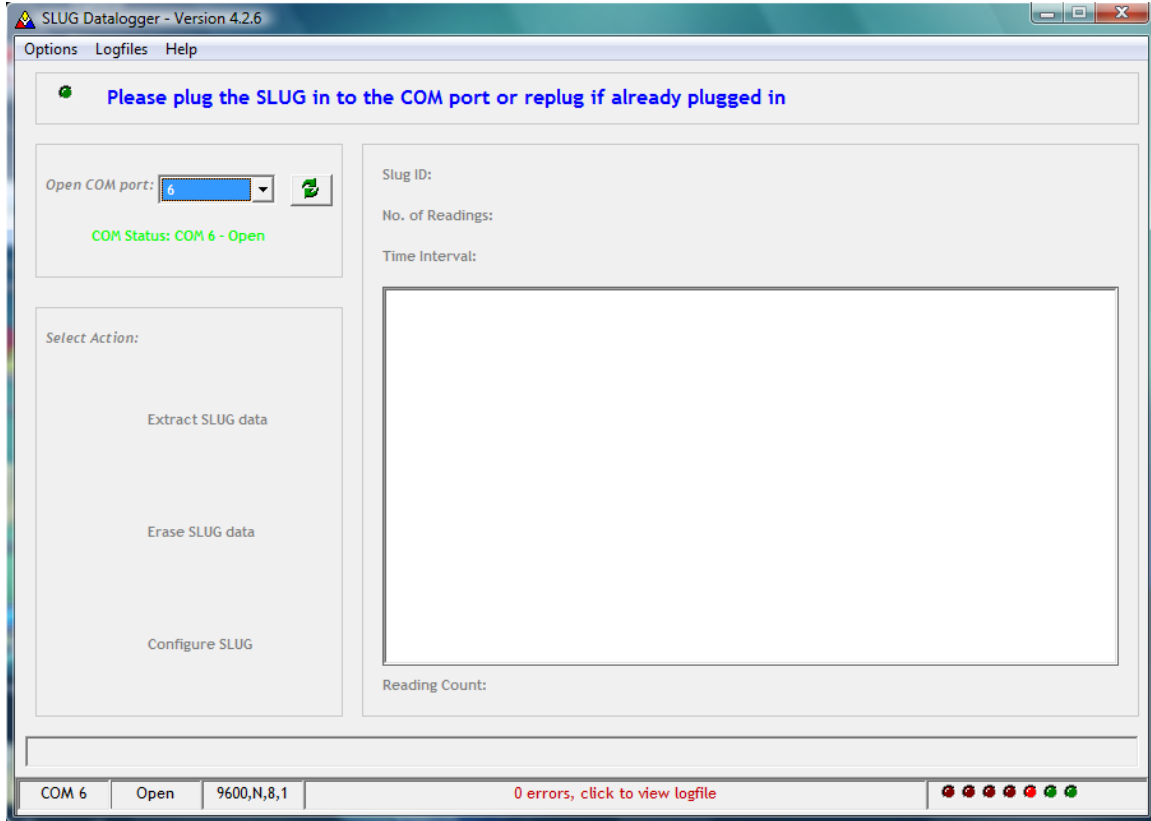 SLUG Datalogger - Version 4.2.6
Options Logfiles Help
Please plug the SLUG in to the COM port or replug if already plugged in
Open COM port: 6
COM Status: COM 6 - Open
Slug ID:
No. of Readings:
Time Interval:
Select Action:
Extract SLUG data
Erase SLUG data
Configure SLUG
Reading Count:
COM 6 Open 9600,N,8,1 0 errors, click to view logfile